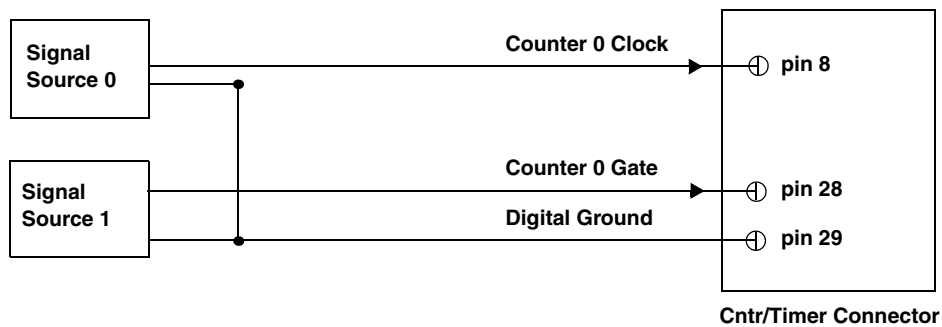 Signal
Source 0
Counter 0 Clock
pin 8
Signal
Source 1
Counter 0 Gate
pin 28
Digital Ground
pin 29
Cntr/Timer Connector